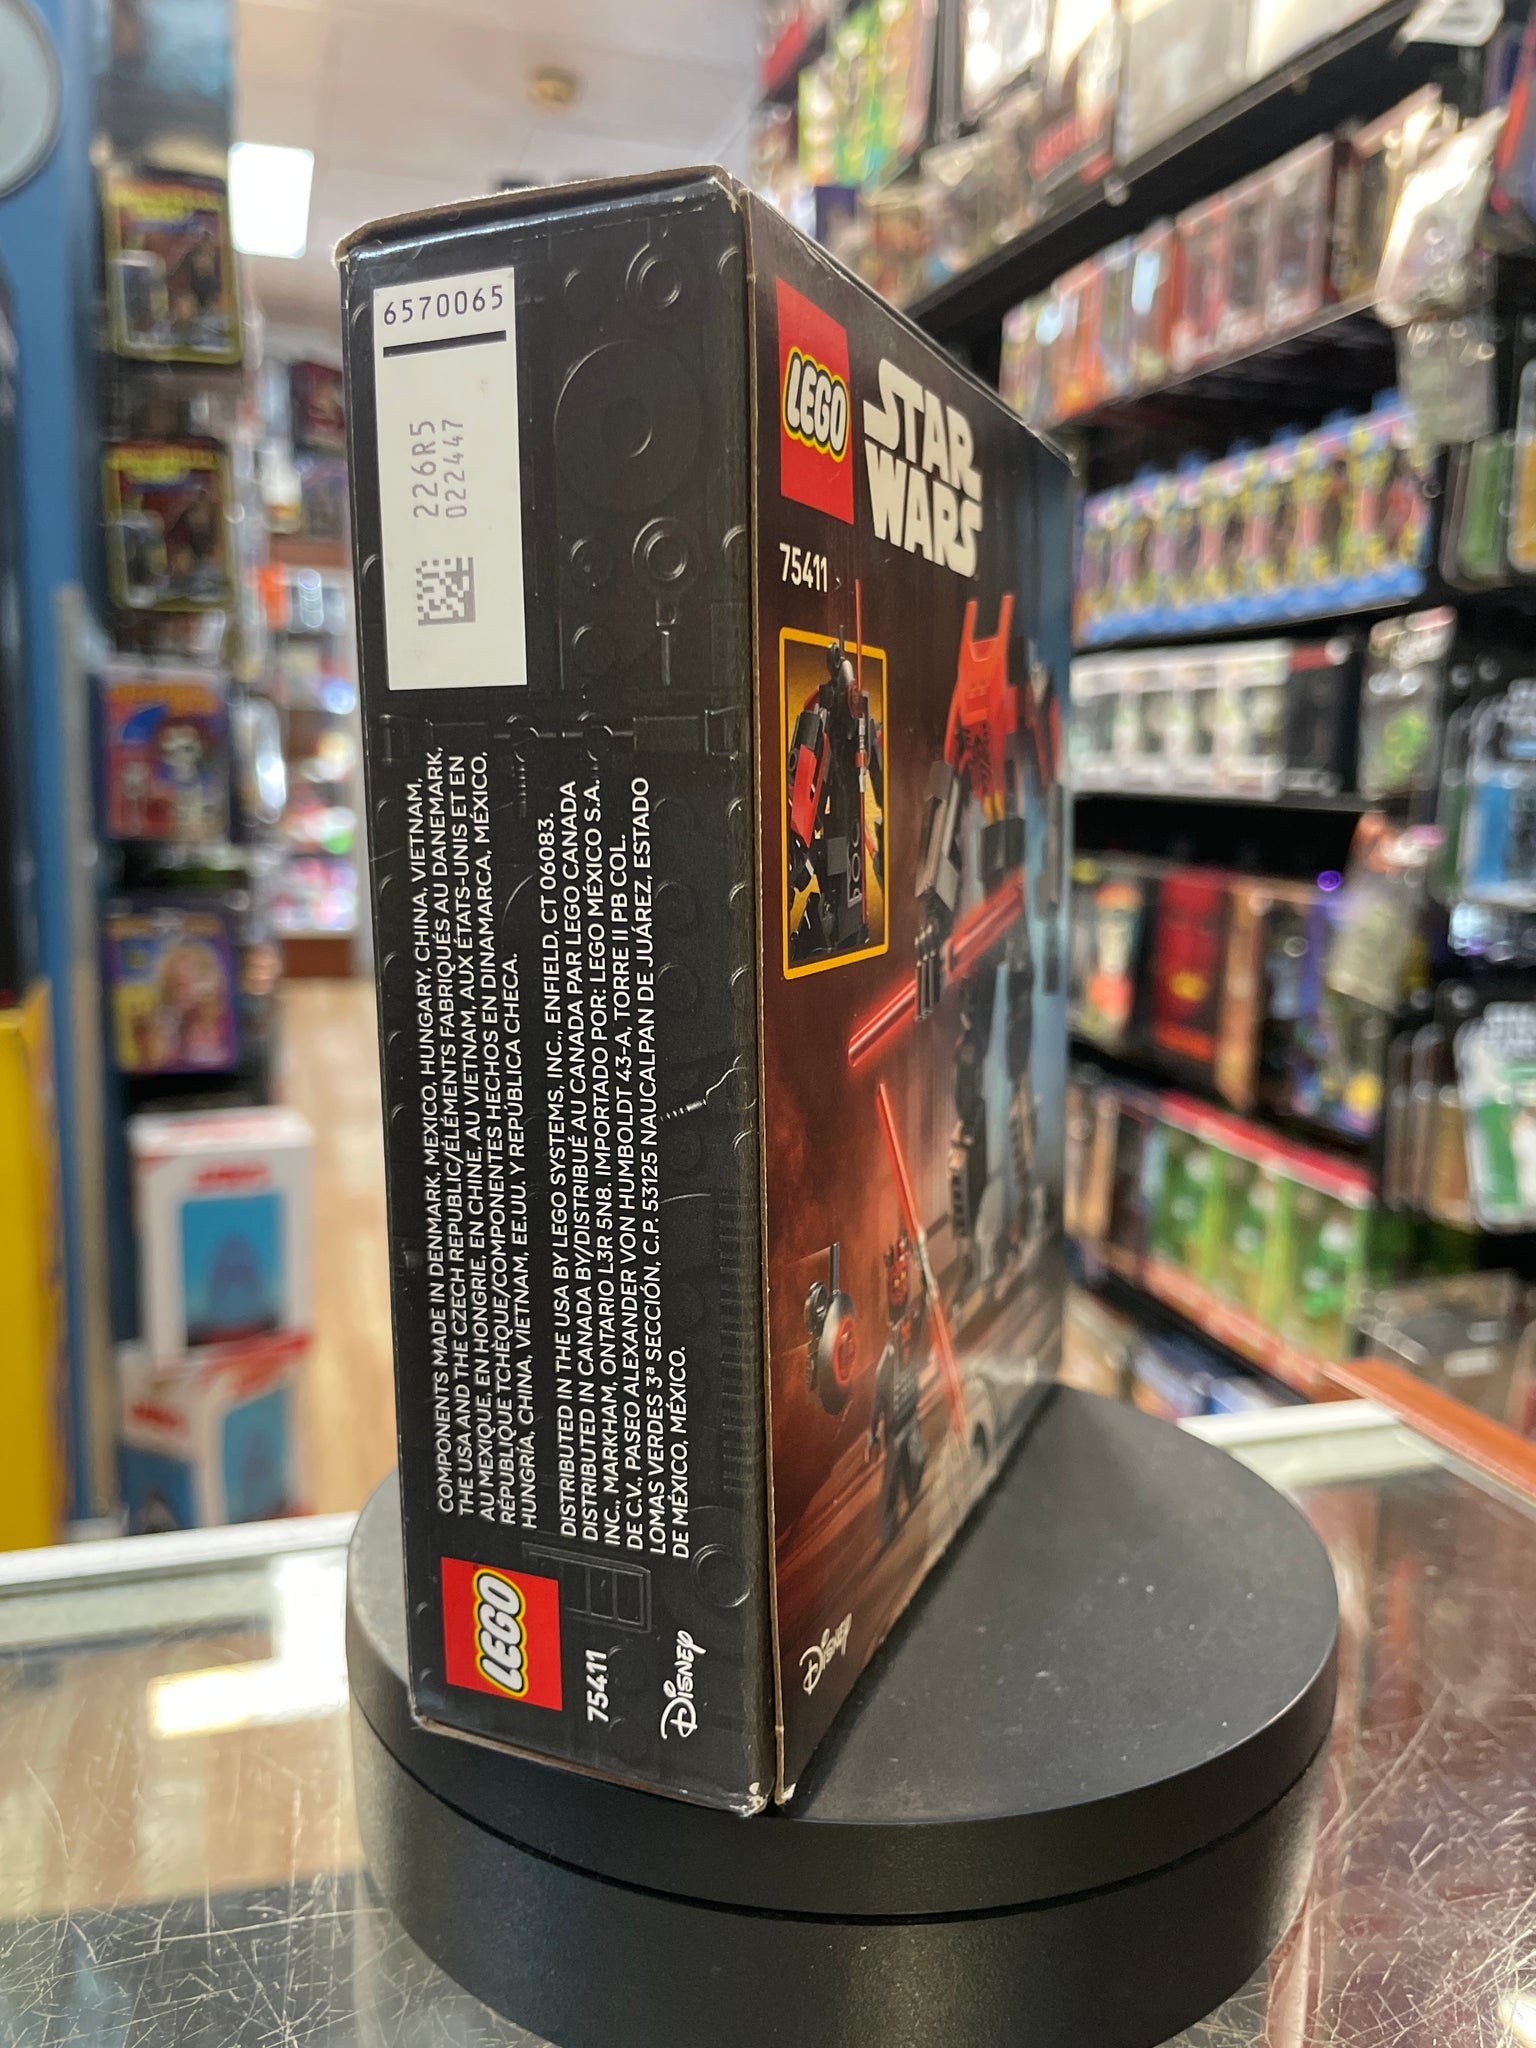 6570065
226R5
022447
COMPONENTS MADE IN DENMARK, MEXICO, HUNGARY, CHINA, VIETNAM,
THE USA AND THE CZECH REPUBLIC/ÉLÉMENTS FABRIQUÉS AU DANEMARK,
AU MEXIQUE, EN HONGRIE, EN CHINE, AU VIETNAM, AUX ÉTATS-UNIS ET EN
RÉPUBLIQUE TCHÈQUE/COMPONENTES HECHOS EN DINAMARCA, MÉXICO,
HUNGRÍA, CHINA, VIETNAM, EE.UU. Y REPÚBLICA CHECA.
DISTRIBUTED IN THE USA BY LEGO SYSTEMS, INC., ENFIELD, CT 06083.
DISTRIBUTED IN CANADA BY/DISTRIBUÉ AU CANADA PAR LEGO CANADA
INC., MARKHAM, ONTARIO L3R 5N8. IMPORTADO POR: LEGO MÉXICO S.A.
DE C.V., PASEO ALEXANDER VON HUMBOLDT 43-A, TORRE II PB COL.
LOMAS VERDES 3ª SECCIÓN, C.P. 53125 NAUCALPAN DE JUÁREZ, ESTADO
DE MÉXICO, MÉXICO.
LEGO
75411
Disney
LEGO
STAR
WARS
75411
Disney